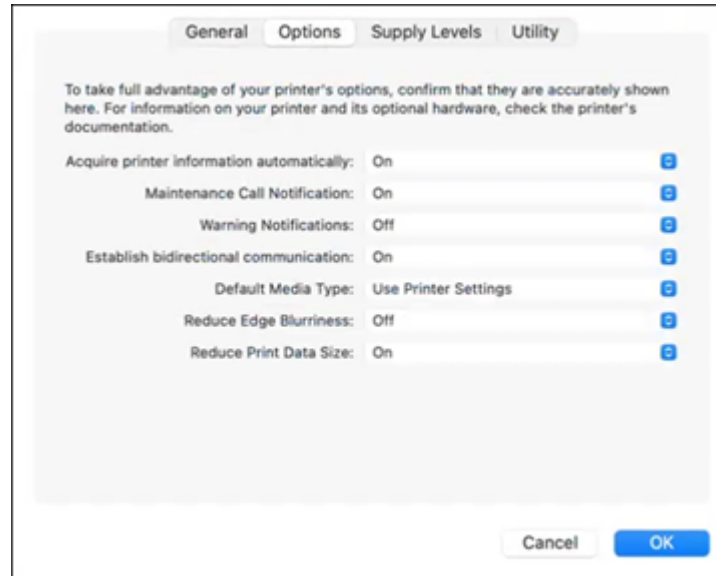 General Options Supply Levels Utility
To take full advantage of your printer's options, confirm that they are accurately shown
here. For information on your printer and its optional hardware, check the printer's
documentation.
Acquire printer information automatically: On
Maintenance Call Notification: On
Warning Notifications: Off
Establish bidirectional communication: On
Default Media Type: Use Printer Settings
Reduce Edge Blurriness: Off
Reduce Print Data Size: On
Cancel OK